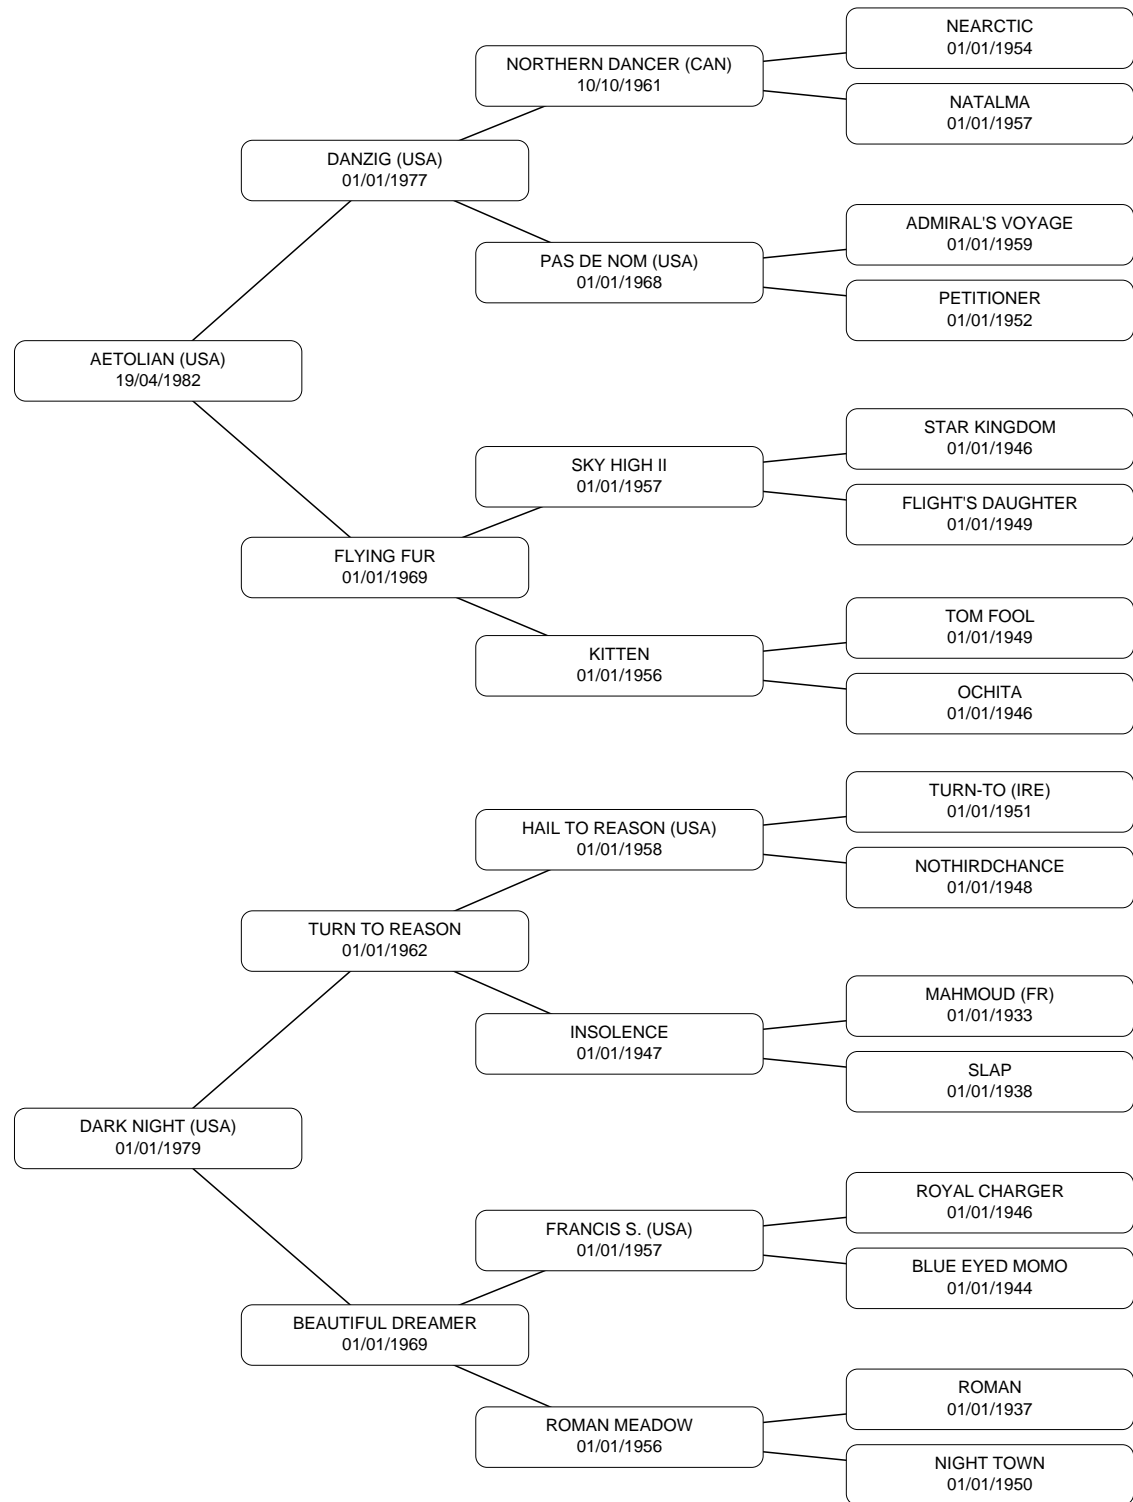 NEARCTIC
01/01/1954
NORTHERN DANCER (CAN)
10/10/1961
NATALMA
01/01/1957
DANZIG (USA)
01/01/1977
ADMIRAL'S VOYAGE
01/01/1959
PAS DE NOM (USA)
01/01/1968
PETITIONER
01/01/1952
AETOLIAN (USA)
19/04/1982
STAR KINGDOM
01/01/1946
SKY HIGH II
01/01/1957
FLIGHT'S DAUGHTER
01/01/1949
FLYING FUR
01/01/1969
TOM FOOL
01/01/1949
KITTEN
01/01/1956
OCHITA
01/01/1946
TURN-TO (IRE)
01/01/1951
HAIL TO REASON (USA)
01/01/1958
NOTHIRDCHANCE
01/01/1948
TURN TO REASON
01/01/1962
MAHMOUD (FR)
01/01/1933
INSOLENCE
01/01/1947
SLAP
01/01/1938
DARK NIGHT (USA)
01/01/1979
ROYAL CHARGER
01/01/1946
FRANCIS S. (USA)
01/01/1957
BLUE EYED MOMO
01/01/1944
BEAUTIFUL DREAMER
01/01/1969
ROMAN
01/01/1937
ROMAN MEADOW
01/01/1956
NIGHT TOWN
01/01/1950